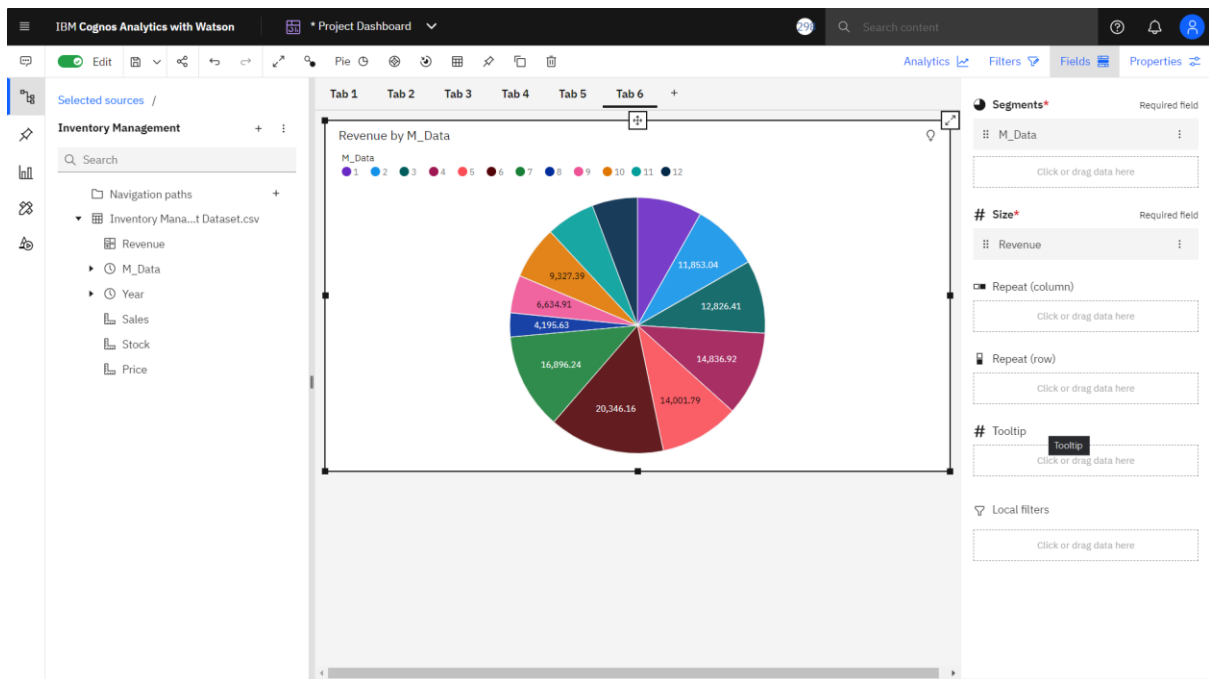 IBM Cognos Analytics with Watson
* Project Dashboard
Search content
Edit
Pie
Analytics
Filters
Fields
Properties
Selected sources /
Inventory Management
Search
Navigation paths
Inventory Mana...t Dataset.csv
Revenue
M_Data
Year
Sales
Stock
Price
Tab 1 Tab 2 Tab 3 Tab 4 Tab 5 Tab 6 +
Revenue by M_Data
M_Data
1 2 3 4 5 6 7 8 9 10 11 12
11,853.04
12,826.41
14,836.92
14,001.79
20,346.16
16,896.24
4,195.63
6,634.91
9,327.39
Segments* Required field
M_Data
Click or drag data here
# Size* Required field
Revenue
Repeat (column)
Click or drag data here
Repeat (row)
Click or drag data here
# Tooltip
Tooltip
Click or drag data here
Local filters
Click or drag data here